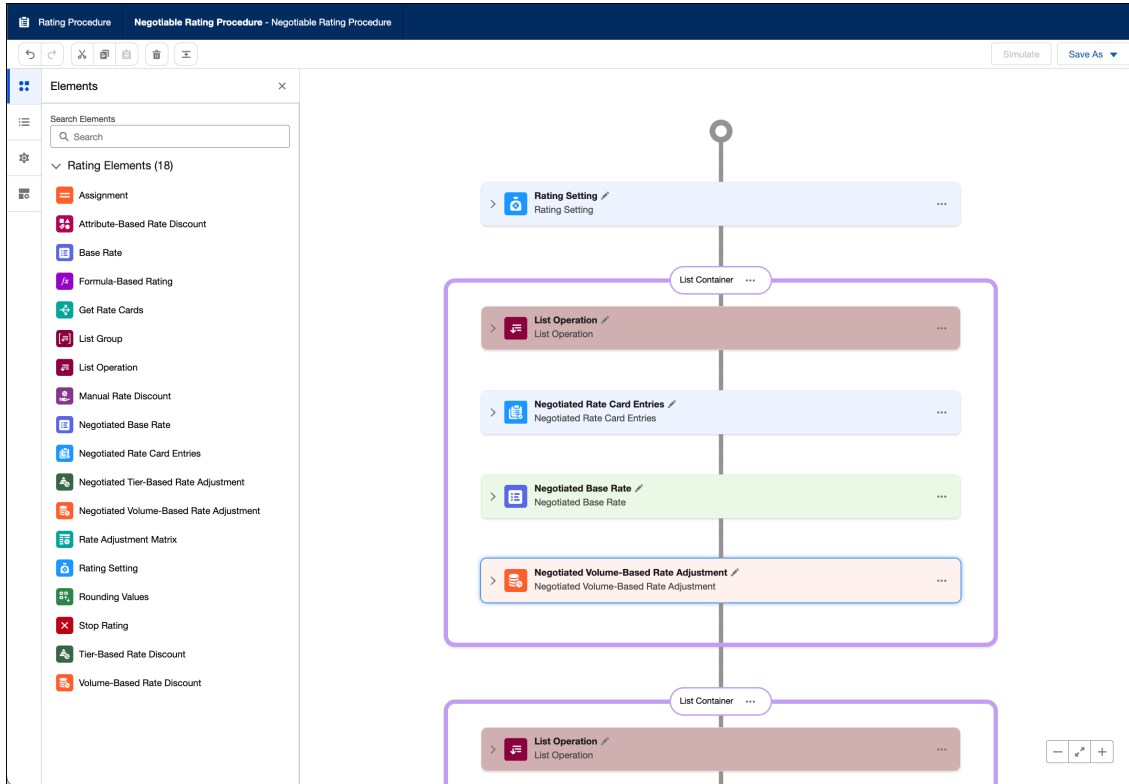 Rating Procedure
Negotiable Rating Procedure - Negotiable Rating Procedure
Simulate
Save As
Elements
Search Elements
Search
Rating Elements (18)
Assignment
Attribute-Based Rate Discount
Base Rate
Formula-Based Rating
Get Rate Cards
List Group
List Operation
Manual Rate Discount
Negotiated Base Rate
Negotiated Rate Card Entries
Negotiated Tier-Based Rate Adjustment
Negotiated Volume-Based Rate Adjustment
Rate Adjustment Matrix
Rating Setting
Rounding Values
Stop Rating
Tier-Based Rate Discount
Volume-Based Rate Discount
Rating Setting
Rating Setting
List Container
List Operation
List Operation
Negotiated Rate Card Entries
Negotiated Rate Card Entries
Negotiated Base Rate
Negotiated Base Rate
Negotiated Volume-Based Rate Adjustment
Negotiated Volume-Based Rate Adjustment
List Container
List Operation
List Operation